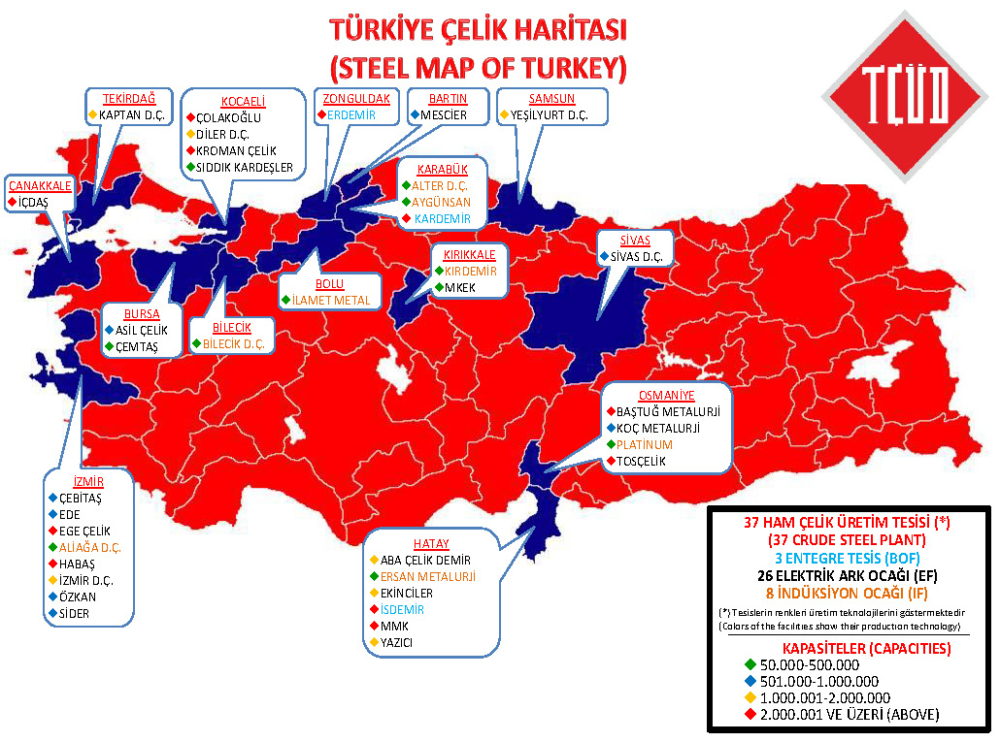 TÜRKİYE ÇELİK HARİTASI
(STEEL MAP OF TURKEY)
TÇÜD
TEKİRDAĞ
KAPTAN D.Ç.
KOCAELİ
ÇOLAKOĞLU
DİLER D.Ç.
KROMAN ÇELİK
SIDDIK KARDEŞLER
ZONGULDAK
ERDEMİR
BARTIN
MESCİER
SAMSUN
YEŞİLYURT D.Ç.
ÇANAKKALE
İÇDAŞ
KARABÜK
ALTER D.Ç.
AYGÜNSAN
KARDEMİR
SİVAS
SİVAS D.Ç.
KIRIKKALE
KIRDEMİR
MKEK
BOLU
İLAMET METAL
BURSA
ASİL ÇELİK
ÇEMTAŞ
BİLECİK
BİLECİK D.Ç.
OSMANİYE
BAŞTUĞ METALURJİ
KOÇ METALURJİ
PLATİNUM
TOSÇELİK
İZMİR
ÇEBİTAŞ
EDE
EGE ÇELİK
ALİAĞA D.Ç.
HABAŞ
İZMİR D.Ç.
ÖZKAN
SİDER
HATAY
ABA ÇELİK DEMİR
ERSAN METALURJİ
EKİNCİLER
İSDEMİR
MMK
YAZICI
37 HAM ÇELİK ÜRETİM TESİSİ (*)
(37 CRUDE STEEL PLANT)
3 ENTEGRE TESİS (BOF)
26 ELEKTRİK ARK OCAĞI (EF)
8 İNDÜKSİYON OCAĞI (IF)
(*) Tesislerin renkleri üretim teknolojilerini göstermektedir
(Colors of the facilities show their production technology)
KAPASİTELER (CAPACITIES)
50.000-500.000
501.000-1.000.000
1.000.001-2.000.000
2.000.001 VE ÜZERİ (ABOVE)